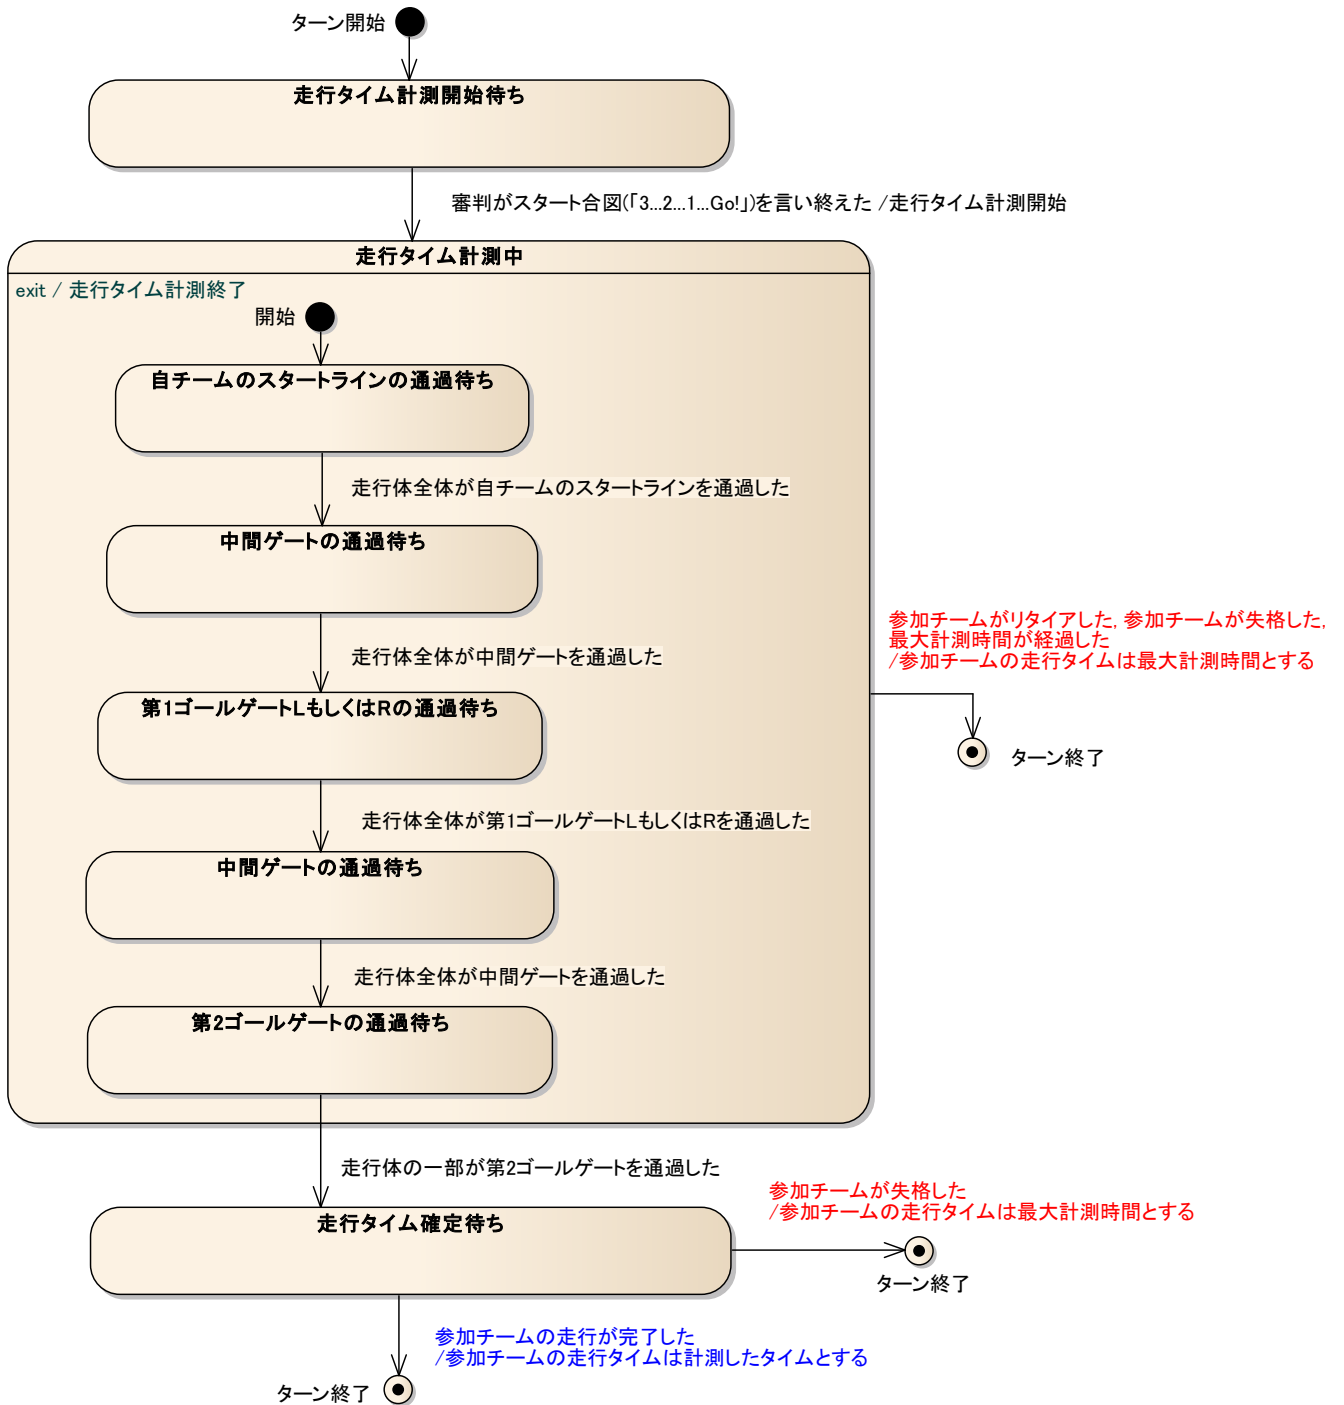 ターン開始
走行タイム計測開始待ち
審判がスタート合図(「3...2...1...Go!」)を言い終えた /走行タイム計測開始
走行タイム計測中
exit / 走行タイム計測終了
開始
自チームのスタートラインの通過待ち
走行体全体が自チームのスタートラインを通過した
中間ゲートの通過待ち
走行体全体が中間ゲートを通過した
第1ゴールゲートLもしくはRの通過待ち
走行体全体が第1ゴールゲートLもしくはRを通過した
中間ゲートの通過待ち
走行体全体が中間ゲートを通過した
第2ゴールゲートの通過待ち
参加チームがリタイアした, 参加チームが失格した,
最大計測時間が経過した
/参加チームの走行タイムは最大計測時間とする
ターン終了
走行体の一部が第2ゴールゲートを通過した
走行タイム確定待ち
参加チームが失格した
/参加チームの走行タイムは最大計測時間とする
ターン終了
参加チームの走行が完了した
/参加チームの走行タイムは計測したタイムとする
ターン終了